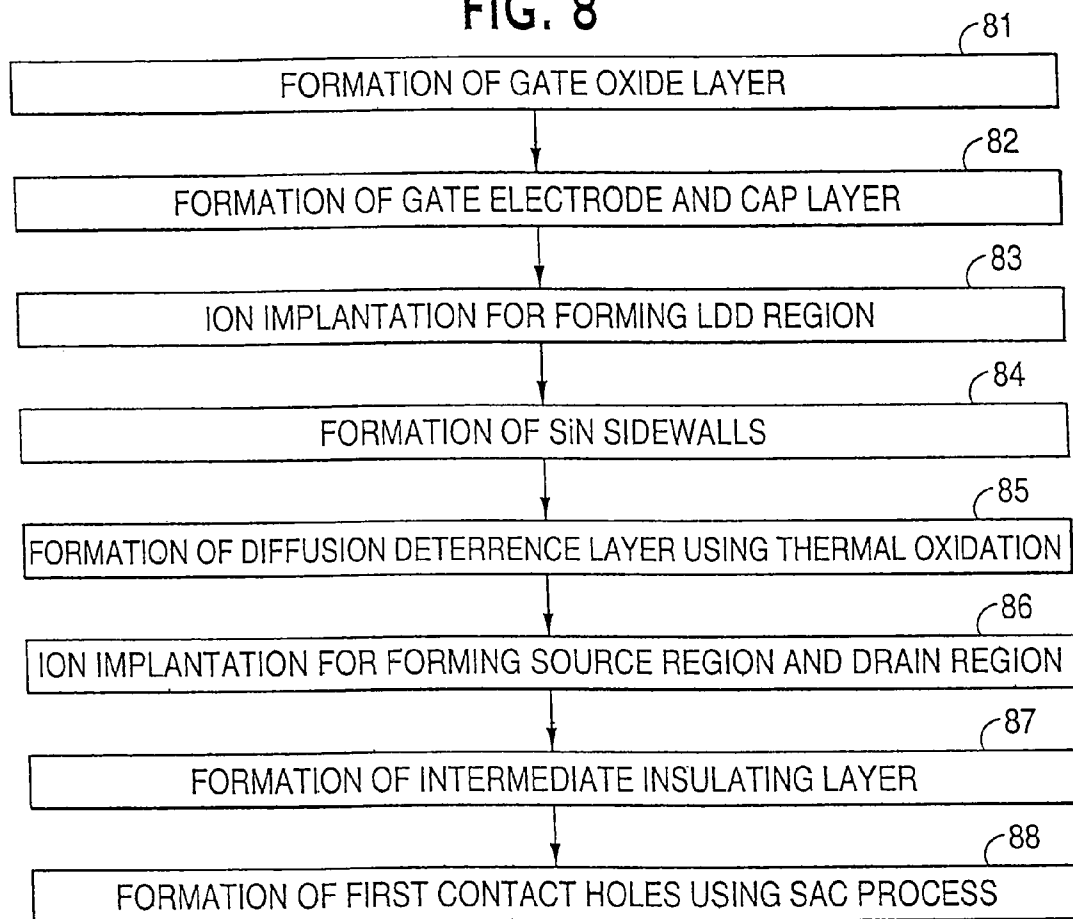 FIG. 8
81
FORMATION OF GATE OXIDE LAYER
82
FORMATION OF GATE ELECTRODE AND CAP LAYER
83
ION IMPLANTATION FOR FORMING LDD REGION
84
FORMATION OF SiN SIDEWALLS
85
FORMATION OF DIFFUSION DETERRENCE LAYER USING THERMAL OXIDATION
86
ION IMPLANTATION FOR FORMING SOURCE REGION AND DRAIN REGION
87
FORMATION OF INTERMEDIATE INSULATING LAYER
88
FORMATION OF FIRST CONTACT HOLES USING SAC PROCESS